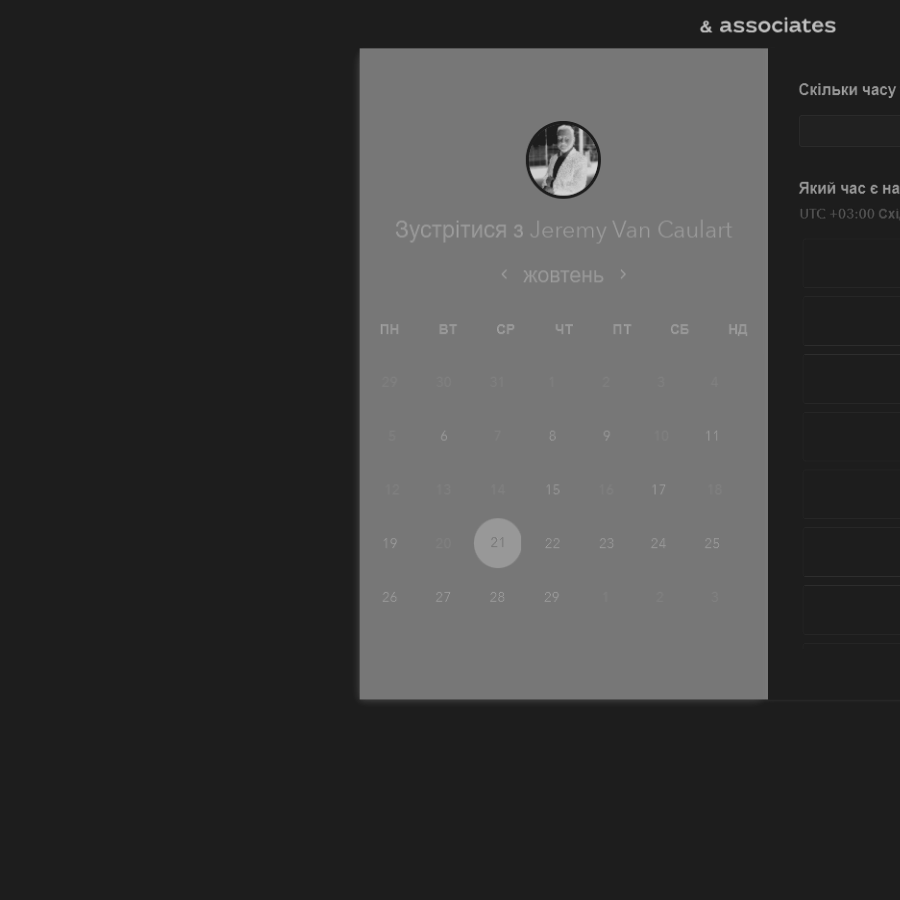 & associates
Скільки часу
Який час є на
UTC +03:00 Схі
Зустрітися з Jeremy Van Caulart
жовтень
ПН ВТ СР ЧТ ПТ СБ НД
29 30 31 1 2 3 4
5 6 7 8 9 10 11
12 13 14 15 16 17 18
19 20 21 22 23 24 25
26 27 28 29 1 2 3